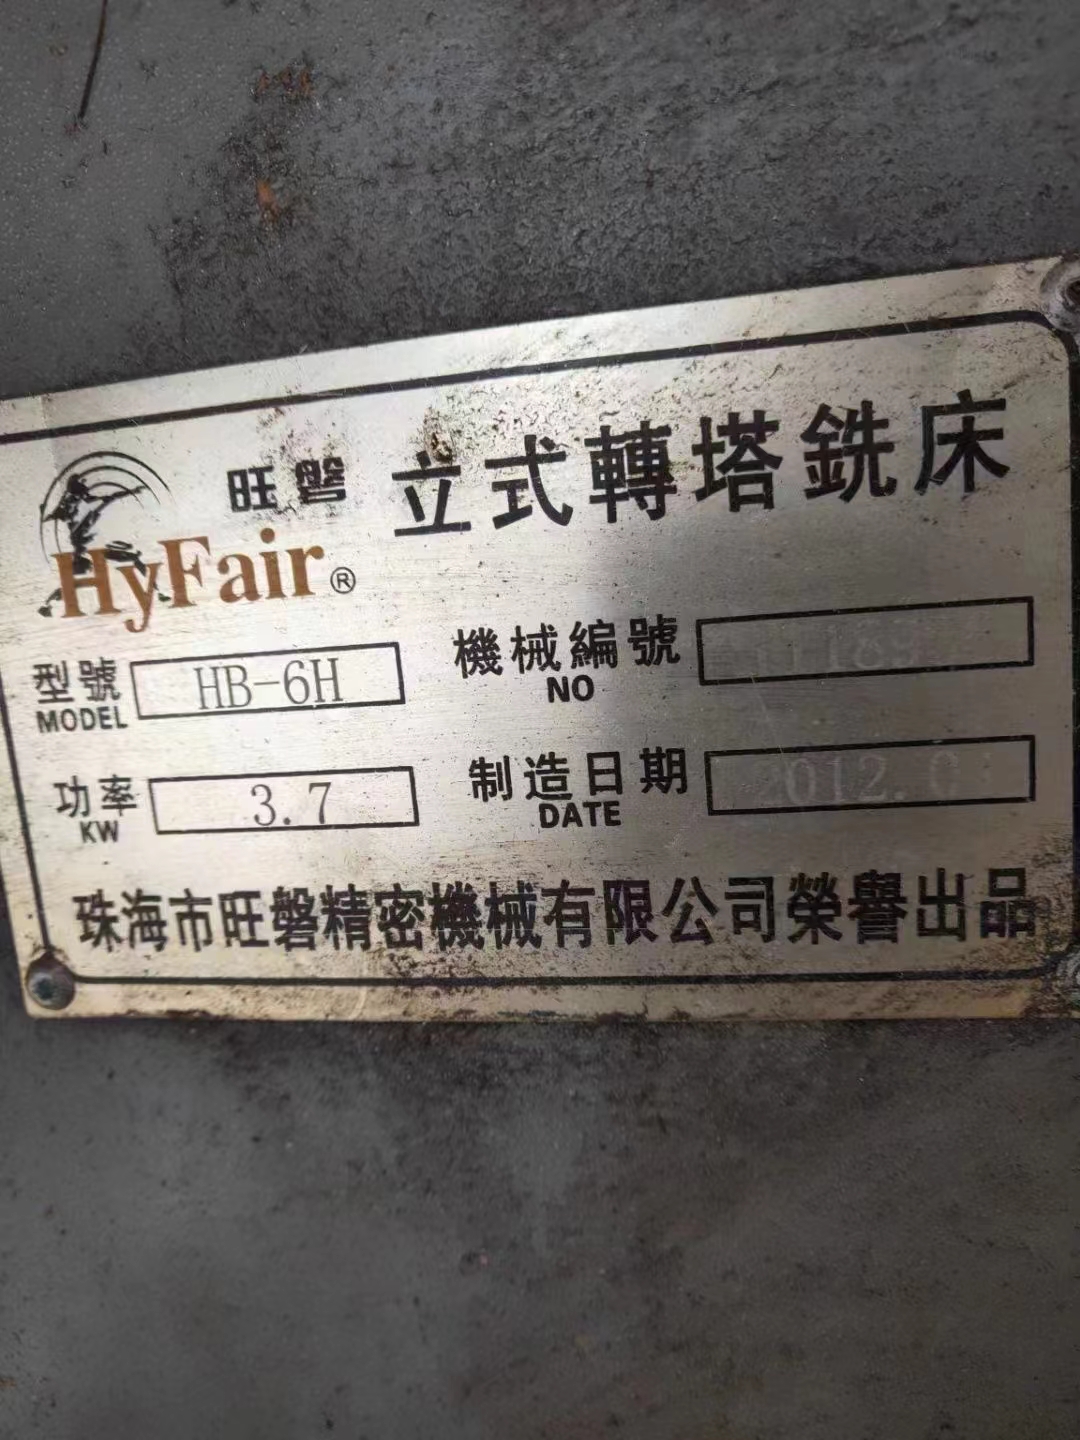 旺磐 立式轉塔銑床
HyFair®
型號 HB-6H 機械編號
MODEL NO
功率 3.7 制造日期 2012.
KW DATE
珠海市旺磐精密機械有限公司榮譽出品